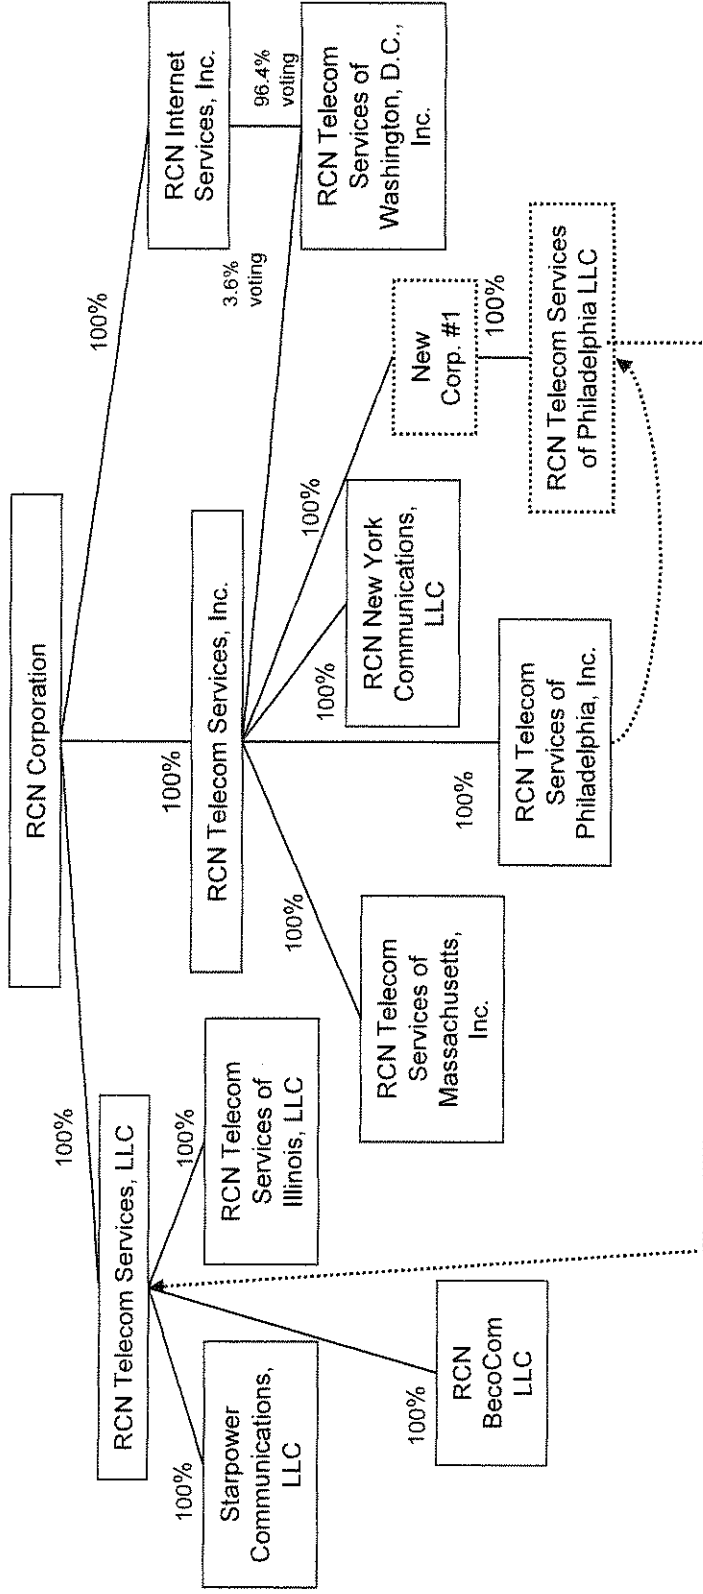 RCN Corporation
100%
100%
100%
RCN Telecom Services, LLC
RCN Telecom Services, Inc.
RCN Internet
Services, Inc.
100%
100%
Starpower
Communications,
LLC
RCN Telecom
Services of
Illinois, LLC
100%
RCN
BecoCom
LLC
100%
RCN Telecom
Services of
Massachusetts,
Inc.
100%
RCN Telecom
Services of
Philadelphia, Inc.
100%
RCN New York
Communications,
LLC
100%
New
Corp. #1
100%
RCN Telecom Services
of Philadelphia LLC
3.6%
voting
96.4%
voting
RCN Telecom
Services of
Washington, D.C.,
Inc.